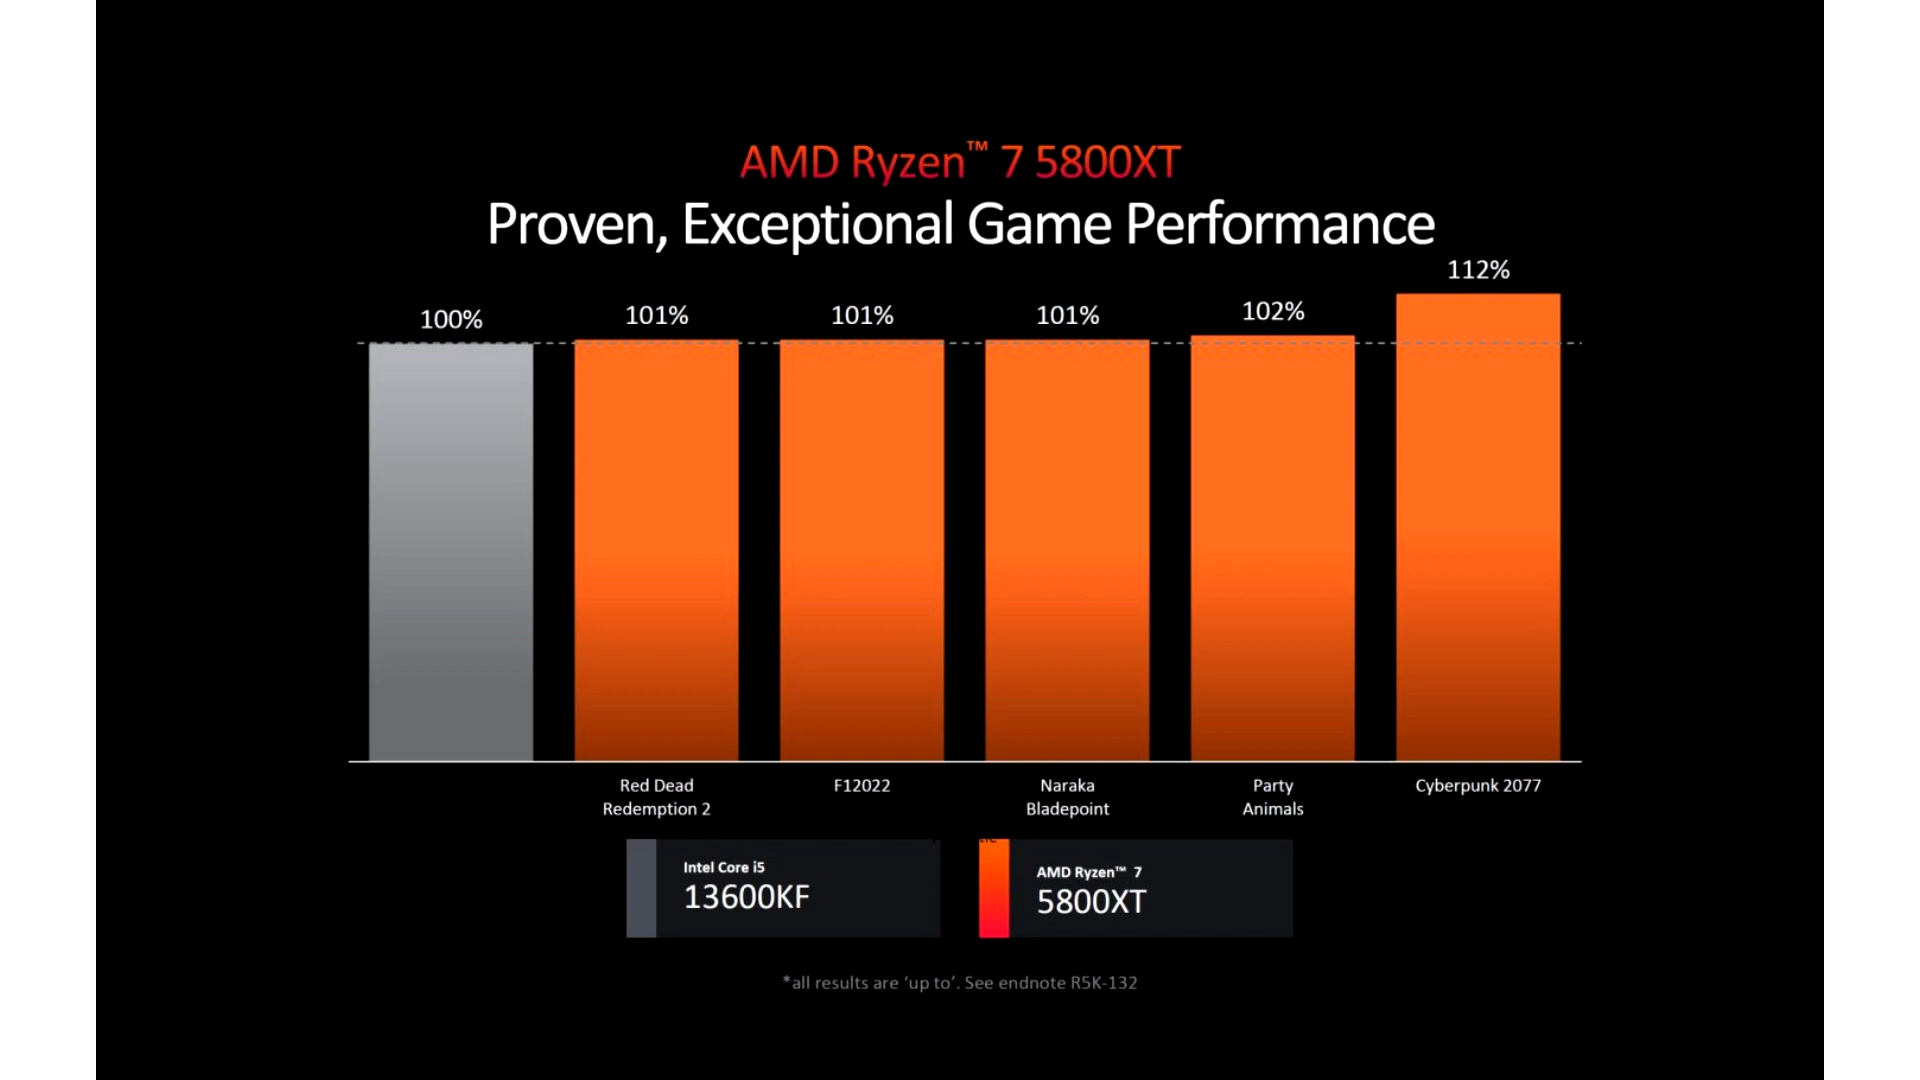 AMD Ryzen™ 7 5800XT
Proven, Exceptional Game Performance
100%
101%
101%
101%
102%
112%
Red Dead
Redemption 2
F12022
Naraka
Bladepoint
Party
Animals
Cyberpunk 2077
Intel Core i5
13600KF
AMD Ryzen™ 7
5800XT
*all results are ‘up to’. See endnote R5K-132